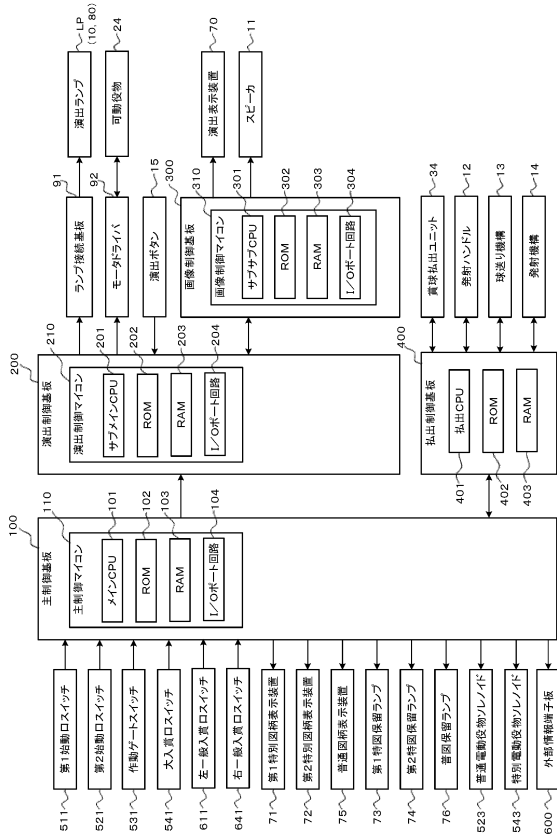 511
第1始動口スイッチ
521
第2始動口スイッチ
531
作動ゲートスイッチ
541
大入賞口スイッチ
611
左一般入賞口スイッチ
641
右一般入賞口スイッチ
71
第1特別図柄表示装置
72
第2特別図柄表示装置
75
普通図柄表示装置
73
第1特図保留ランプ
74
第2特図保留ランプ
76
普図保留ランプ
523
普通電動役物ソレノイド
543
特別電動役物ソレノイド
600
外部情報端子板
100
主制御基板
110
主制御マイコン
メインCPU
101
ROM
102
RAM
103
I/Oポート回路
104
200
演出制御基板
210
演出制御マイコン
サブメインCPU
201
ROM
202
RAM
203
I/Oポート回路
204
400
払出制御基板
払出CPU
401
ROM
402
RAM
403
ランプ接続基板
91
モータドライバ
92
演出ボタン
15
300
画像制御基板
310
画像制御マイコン
サブサブCPU
301
ROM
302
RAM
303
I/Oポート回路
304
演出ランプ
LP
(10, 80)
可動役物
24
演出表示装置
70
スピーカ
11
賞球払出ユニット
34
発射ハンドル
12
球送り機構
13
発射機構
14